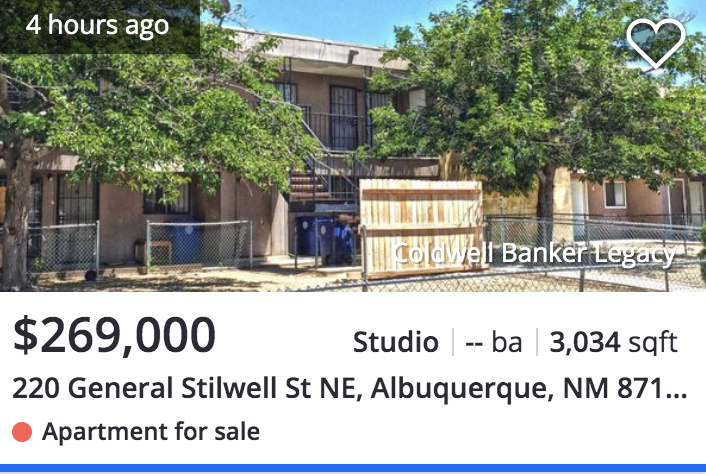 4 hours ago
Coldwell Banker Legacy
$269,000
Studio | -- ba | 3,034 sqft
220 General Stilwell St NE, Albuquerque, NM 871...
Apartment for sale